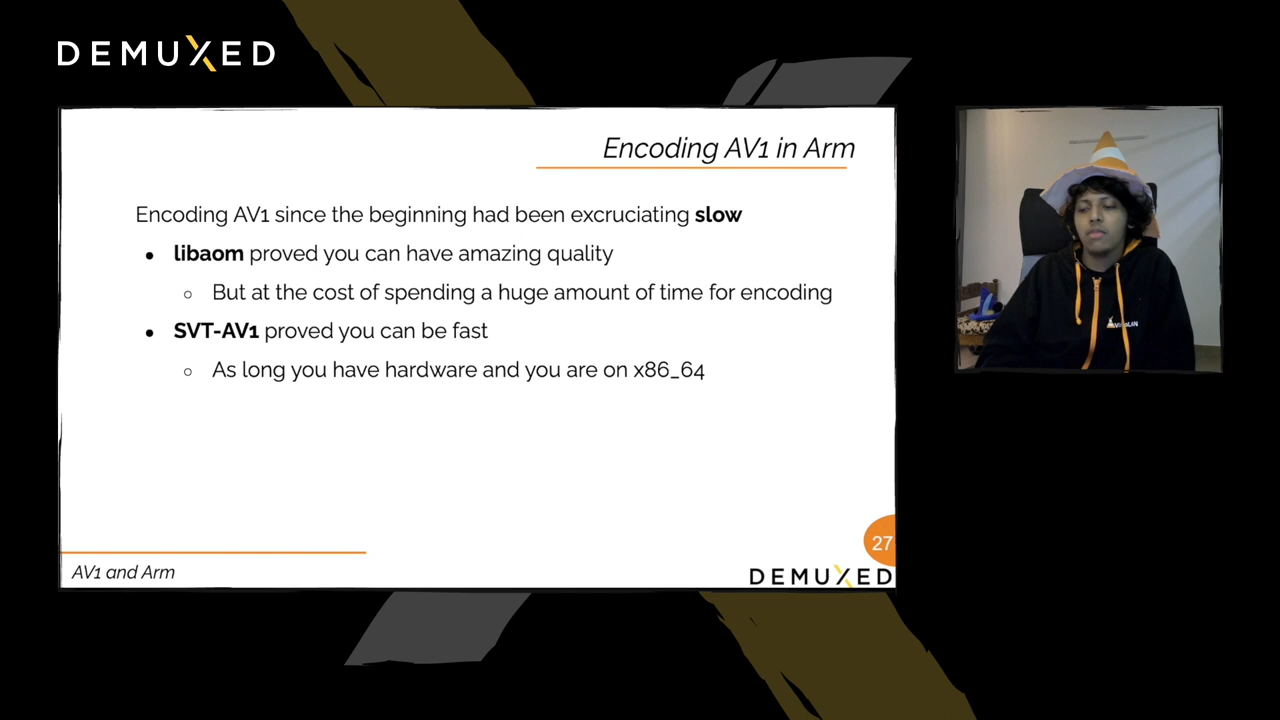 DEMUXED
Encoding AV1 in Arm
Encoding AV1 since the beginning had been excruciating slow
● libaom proved you can have amazing quality
○ But at the cost of spending a huge amount of time for encoding
● SVT-AV1 proved you can be fast
○ As long you have hardware and you are on x86_64
27
AV1 and Arm
DEMUXED
VideoLAN